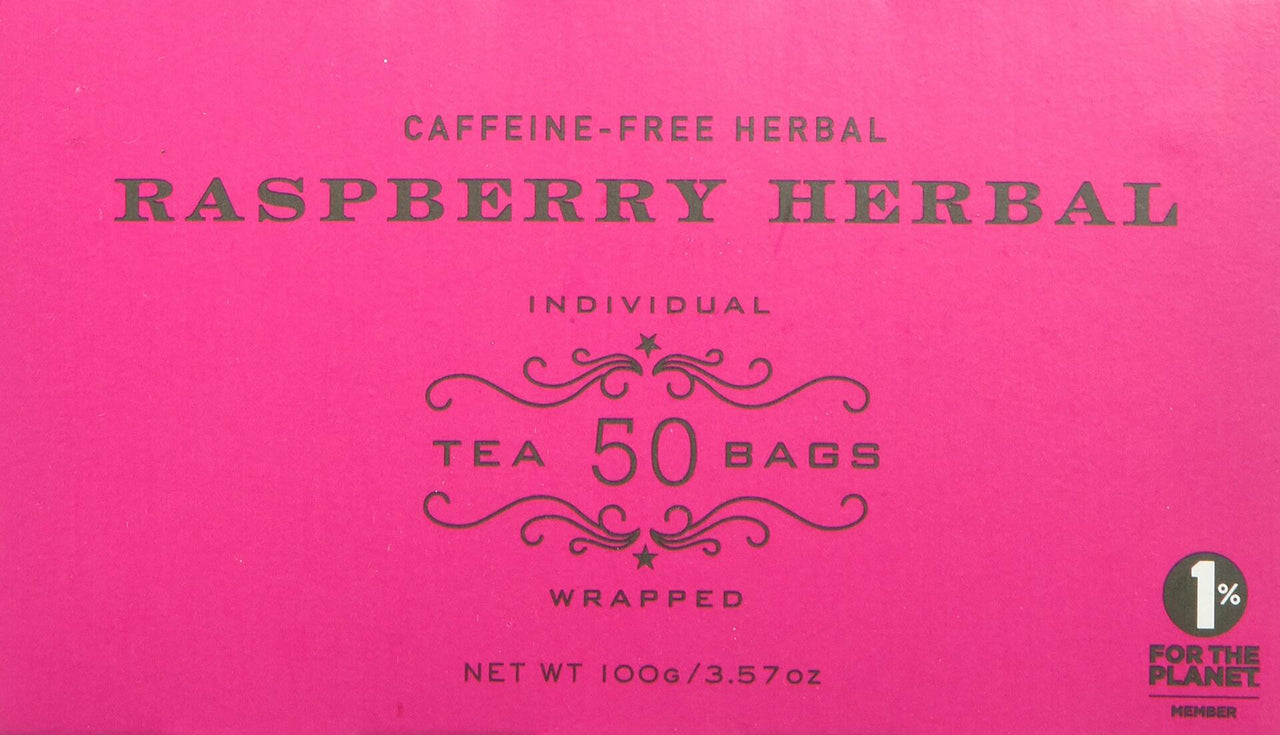 CAFFEINE-FREE HERBAL
RASPBERRY HERBAL
INDIVIDUAL
TEA 50 BAGS
WRAPPED
NET WT 100g/3.57oz
1%
FOR THE
PLANET
MEMBER